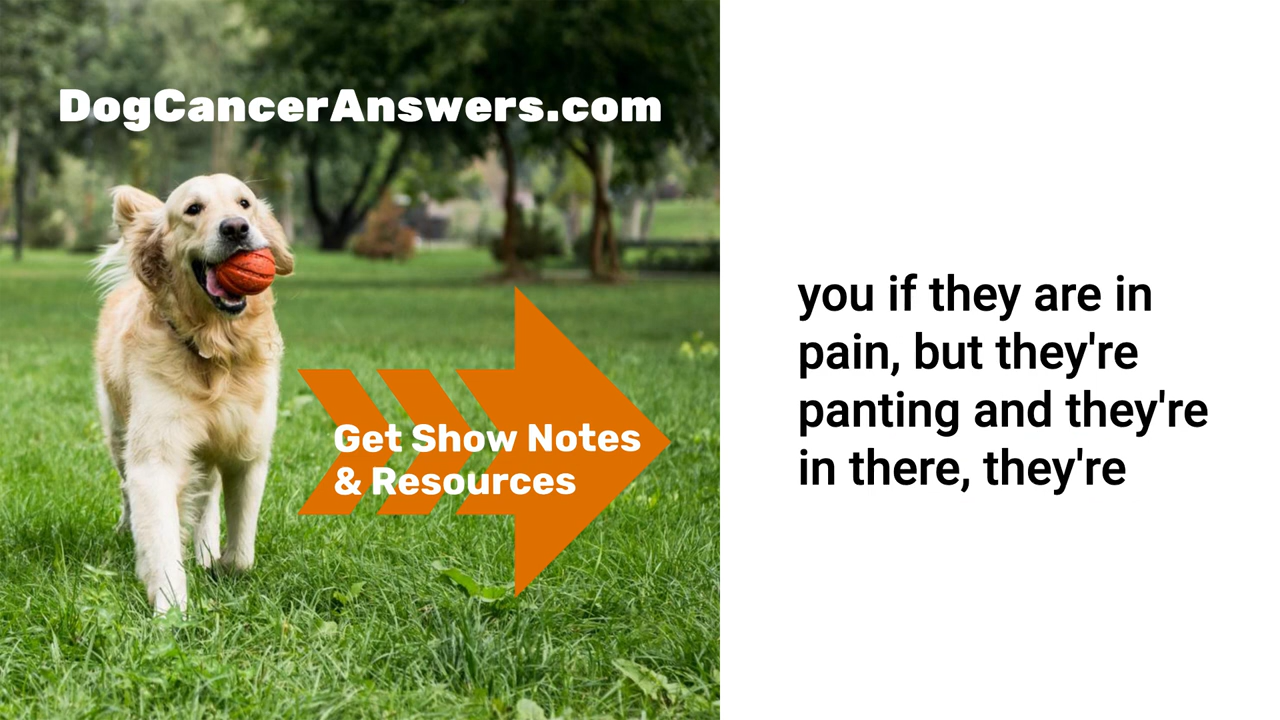 DogCancerAnswers.com
Get Show Notes
& Resources
you if they are in
pain, but they're
panting and they're
in there, they're